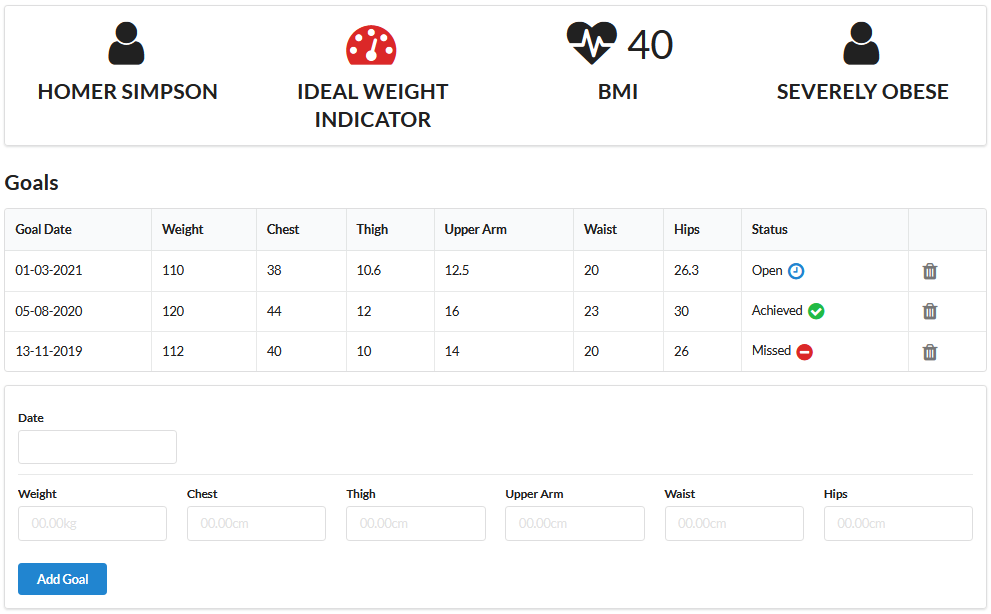 40
HOMER SIMPSON
IDEAL WEIGHT
INDICATOR
BMI
SEVERELY OBESE
Goals
Goal Date Weight Chest Thigh Upper Arm Waist Hips Status
01-03-2021 110 38 10.6 12.5 20 26.3 Open
05-08-2020 120 44 12 16 23 30 Achieved
13-11-2019 112 40 10 14 20 26 Missed
Date
Weight Chest Thigh Upper Arm Waist Hips
00.00kg 00.00cm 00.00cm 00.00cm 00.00cm 00.00cm
Add Goal